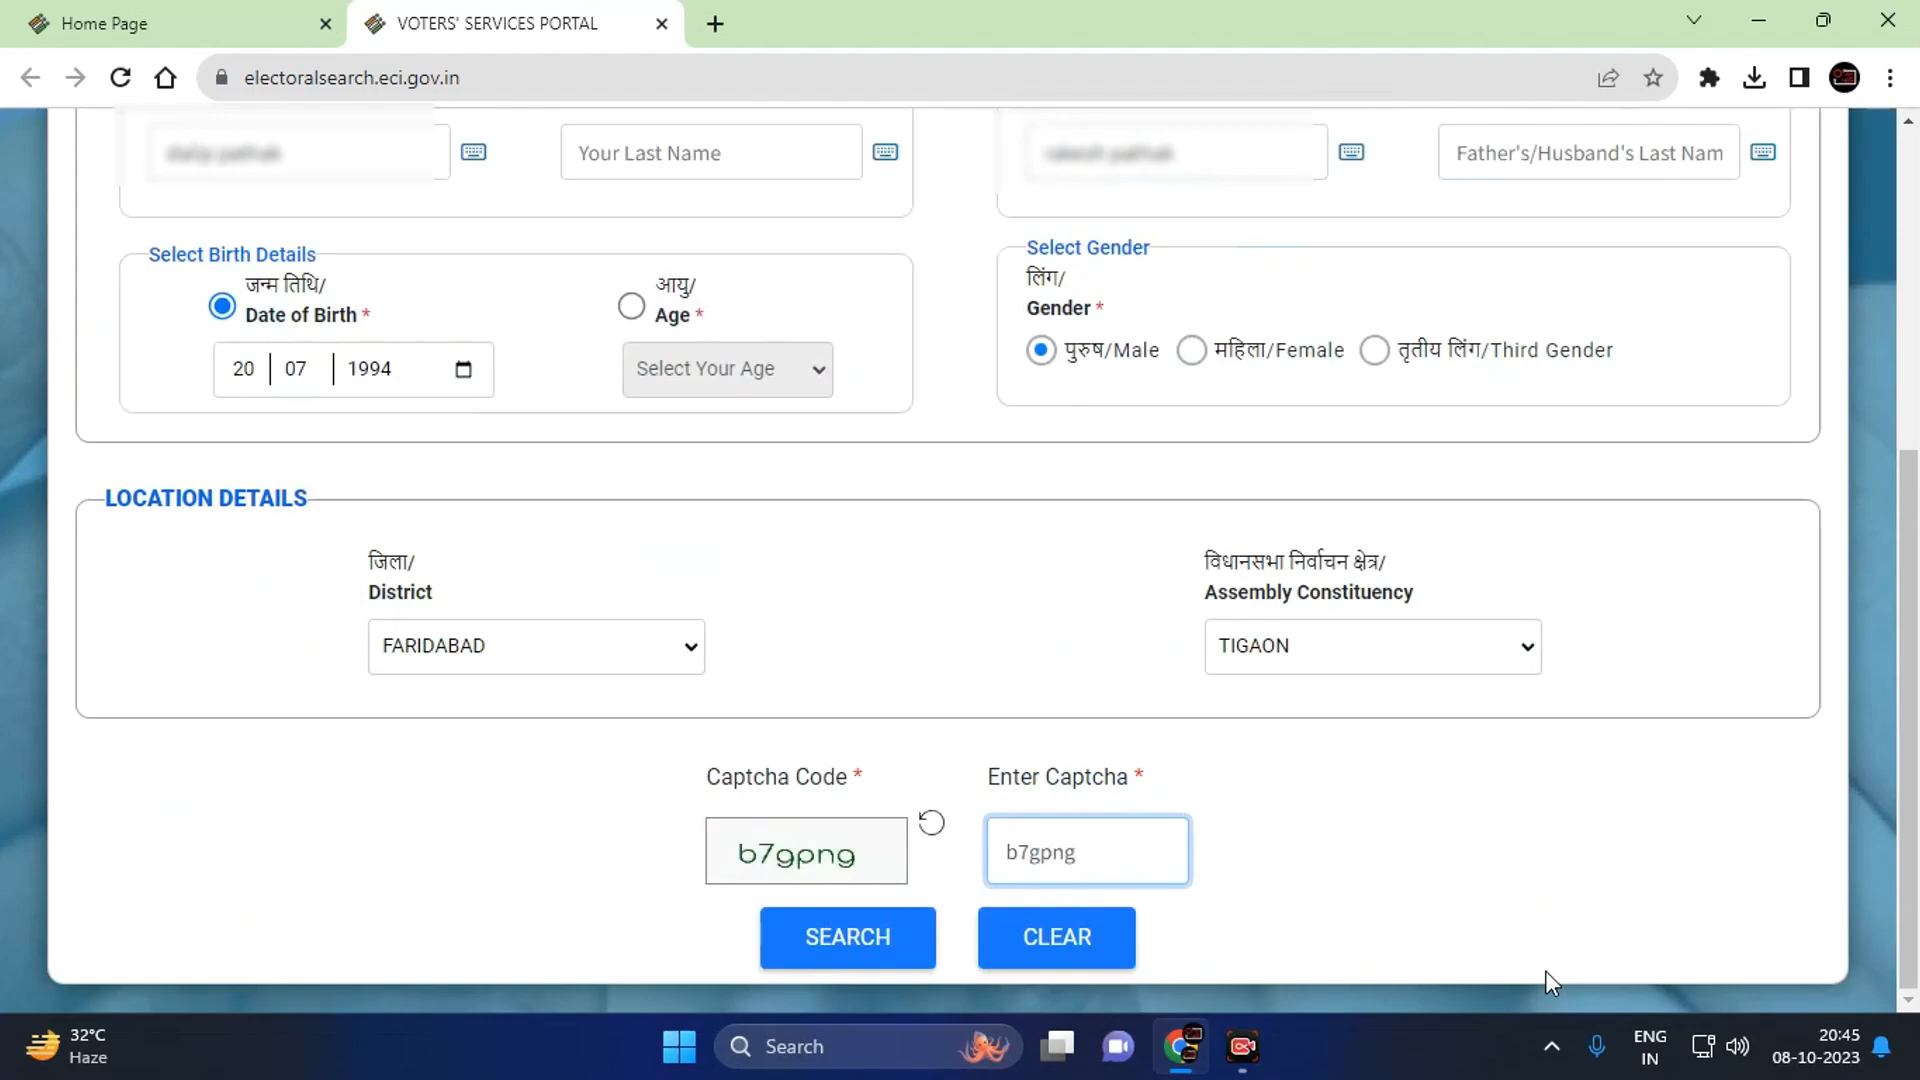 Home Page
VOTERS' SERVICES PORTAL
electoralsearch.eci.gov.in
Your Last Name
Father's/Husband's Last Nam
Select Birth Details
जन्म तिथि/
Date of Birth *
आयु/
Age *
20 07 1994
Select Your Age
Select Gender
लिंग/
Gender *
पुरुष/Male महिला/Female तृतीय लिंग/Third Gender
LOCATION DETAILS
जिला/
District
FARIDABAD
विधानसभा निर्वाचन क्षेत्र/
Assembly Constituency
TIGAON
Captcha Code *
Enter Captcha *
b7gpng
b7gpng
SEARCH
CLEAR
32°C
Haze
Search
ENG
IN
20:45
08-10-2023